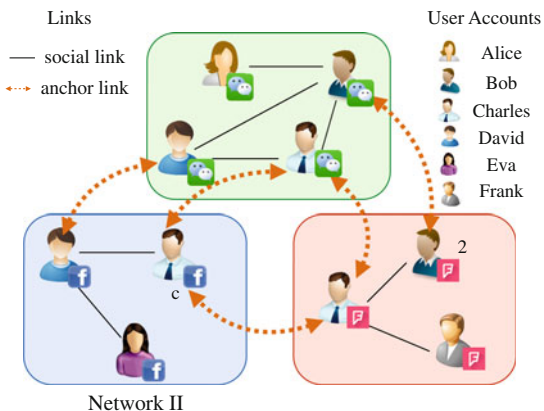 Links
social link
anchor link
User Accounts
Alice
Bob
Charles
David
Eva
Frank
f
c
f
2
f
Network II